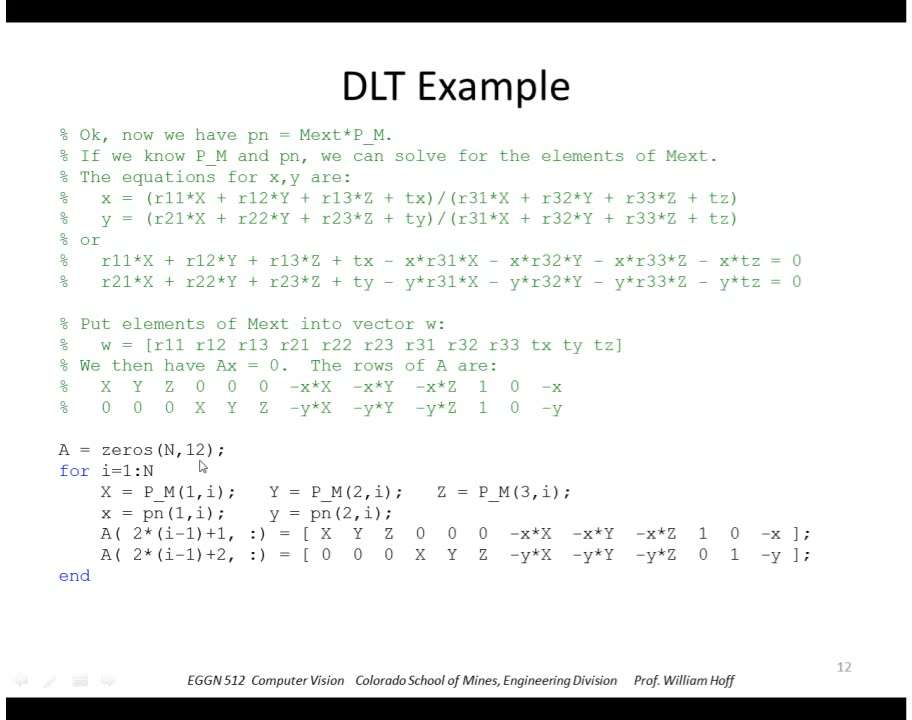 DLT Example
% Ok, now we have pn = Mext*P_M.
% If we know P_M and pn, we can solve for the elements of Mext.
% The equations for x,y are:
% x = (r11*X + r12*Y + r13*Z + tx)/(r31*X + r32*Y + r33*Z + tz)
% y = (r21*X + r22*Y + r23*Z + ty)/(r31*X + r32*Y + r33*Z + tz)
% or
% r11*X + r12*Y + r13*Z + tx - x*r31*X - x*r32*Y - x*r33*Z - x*tz = 0
% r21*X + r22*Y + r23*Z + ty - y*r31*X - y*r32*Y - y*r33*Z - y*tz = 0
% Put elements of Mext into vector w:
% w = [r11 r12 r13 r21 r22 r23 r31 r32 r33 tx ty tz]
% We then have Ax = 0. The rows of A are:
% X Y Z 0 0 0 -x*X -x*Y -x*Z 1 0 -x
% 0 0 0 X Y Z -y*X -y*Y -y*Z 1 0 -y
A = zeros(N,12);
for i=1:N
X = P_M(1,i); Y = P_M(2,i); Z = P_M(3,i);
x = pn(1,i); y = pn(2,i);
A( 2*(i-1)+1, :) = [ X Y Z 0 0 0 -x*X -x*Y -x*Z 1 0 -x ];
A( 2*(i-1)+2, :) = [ 0 0 0 X Y Z -y*X -y*Y -y*Z 0 1 -y ];
end
12
EGGN 512 Computer Vision Colorado School of Mines, Engineering Division Prof. William Hoff